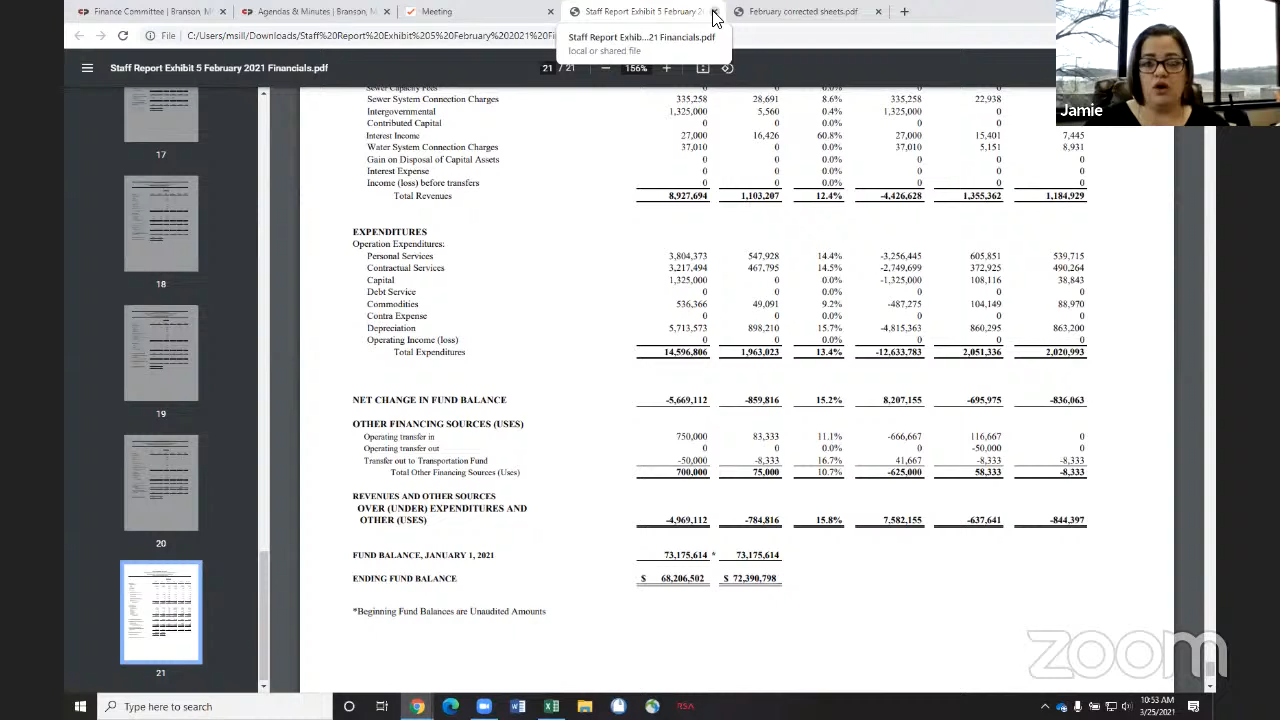 Finance Committee | Branson, M
Agendas & Minutes | Branson, M
Meeting
Staff Report Exhibit 5 February 2
February corrected sheets.pdf
File C:/Users/msill/Downloads/Staff%20Report%20Exhibit%205%20February%202021%20Fi
Staff Report Exhib...21 Financials.pdf
local or shared file
Staff Report Exhibit 5 February 2021 Financials.pdf 21 / 21 156%
Jamie
Sewer Capacity Fees 0 0 0.0% 0 0 0
Sewer System Connection Charges 335,258 28,691 8.6% 335,258 22,938
Intergovernmental 1,325,000 5,560 0.4% 1,325,000 0
Contributed Capital 0 0 0.0% 0 0 0
Interest Income 27,000 16,426 60.8% 27,000 15,401 7,445
Water System Connection Charges 37,010 0 0.0% 37,010 5,151 8,931
Gain on Disposal of Capital Assets 0 0 0.0% 0 0 0
Interest Expense 0 0 0.0% 0 0 0
Income (loss) before transfers 0 0 0.0% 0 0 0
Total Revenues 8,927,694 1,103,207 12.4% -4,426,628 1,355,362 1,184,929
EXPENDITURES
Operation Expenditures:
Personal Services 3,804,373 547,928 14.4% -3,256,445 605,851 539,715
Contractual Services 3,217,494 467,795 14.5% -2,749,699 372,925 490,264
Capital 1,325,000 0 0.0% -1,325,000 108,116 38,843
Debt Service 0 0 0.0% 0 0 0
Commodities 536,366 49,091 9.2% -487,275 104,149 88,970
Contra Expense 0 0 0.0% 0 0 0
Depreciation 5,713,573 898,210 15.7% -4,815,363 860,295 863,200
Operating Income (loss) 0 0 0.0% 0 0 0
Total Expenditures 14,596,806 1,963,023 13.4% -12,633,783 2,051,336 2,020,993
NET CHANGE IN FUND BALANCE -5,669,112 -859,816 15.2% 8,207,155 -695,975 -836,063
OTHER FINANCING SOURCES (USES)
Operating transfer in 750,000 83,333 11.1% -666,667 116,667 0
Operating transfer out 0 0 0.0% 0 -50,000 0
Transfer out to Transportation Fund -50,000 -8,333 16.7% 41,667 -8,333 -8,333
Total Other Financing Sources (Uses) 700,000 75,000 10.7% -625,000 58,333 -8,333
REVENUES AND OTHER SOURCES
OVER (UNDER) EXPENDITURES AND
OTHER (USES) -4,969,112 -784,816 15.8% 7,582,155 -637,641 -844,397
FUND BALANCE, JANUARY 1, 2021 73,175,614 * 73,175,614
ENDING FUND BALANCE $ 68,206,502 $ 72,390,798
*Beginning Fund Balances are Unaudited Amounts
17
18
19
20
21
zoom
Type here to search
RSA
10:53 AM
3/25/2021